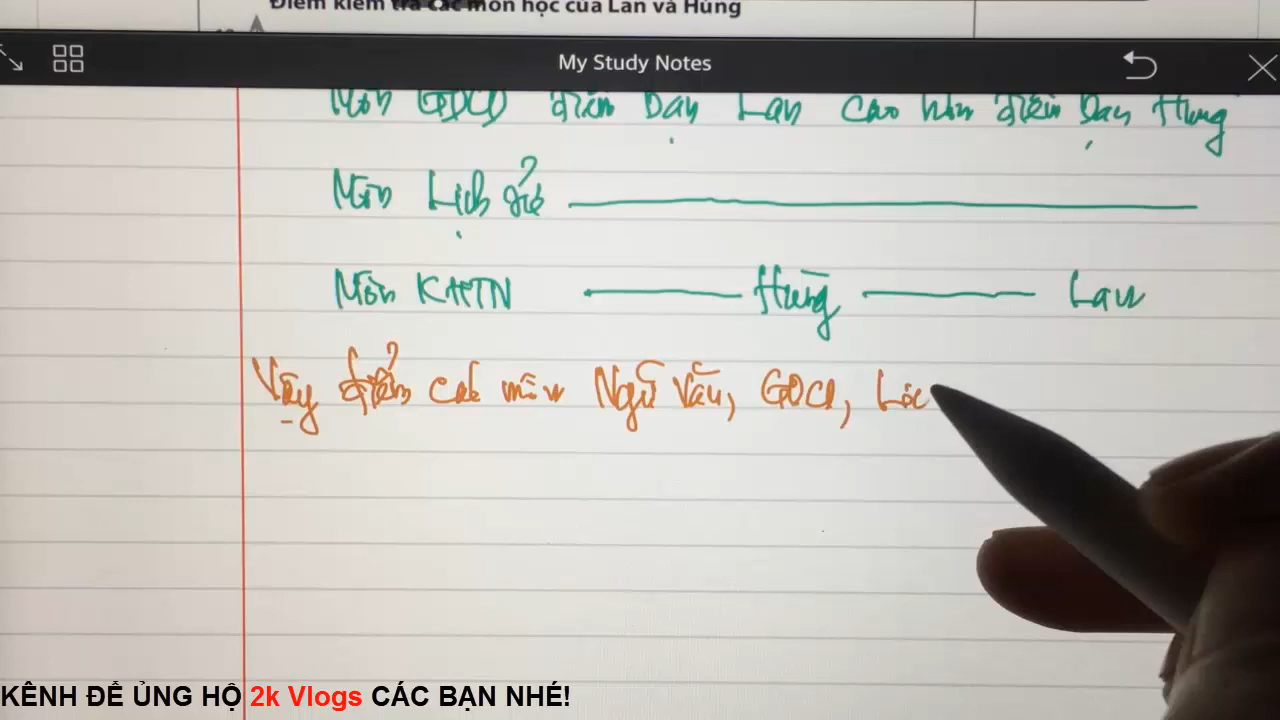 Điểm kiểm tra các môn học của Lan và Hùng
My Study Notes
Môn GDCD điểm bạn Lan cao hơn điểm bạn Hùng
Môn Lịch sử
Môn KHTN Hùng Lan
Vậy điểm các môn Ngữ Văn, GDCD,
KÊNH ĐỂ ỦNG HỘ 2k Vlogs CÁC BẠN NHÉ!